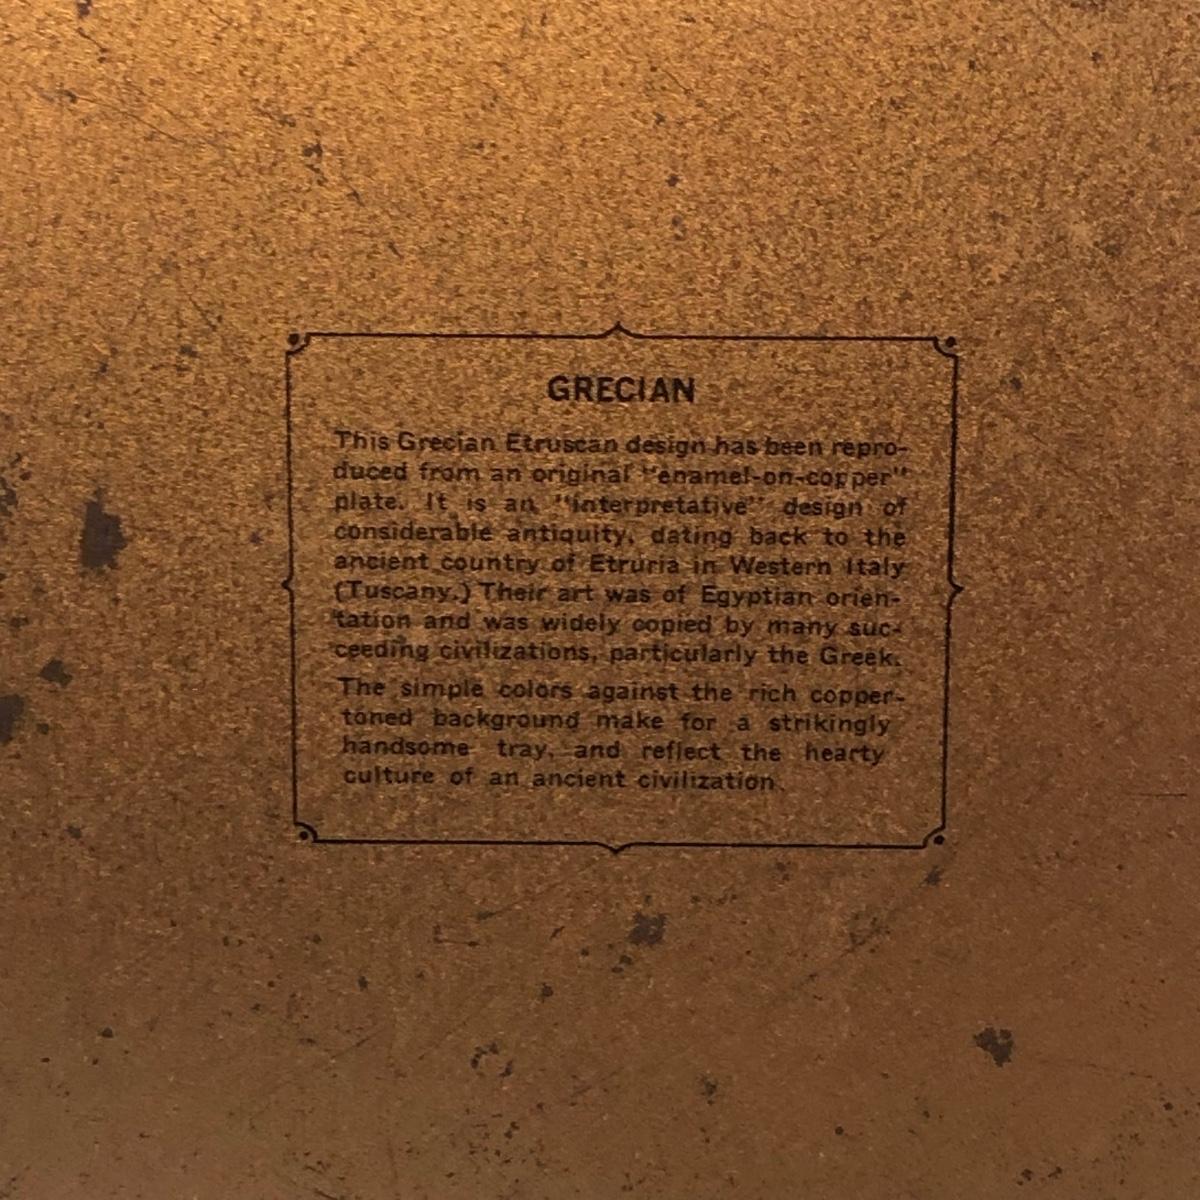 GRECIAN
This Grecian Etruscan design has been repro-
duced from an original "enamel-on-copper"
plate. It is an "interpretative" design of
considerable antiquity, dating back to the
ancient country of Etruria in Western Italy
(Tuscany.) Their art was of Egyptian orien-
tation and was widely copied by many suc-
ceeding civilizations, particularly the Greek.
The simple colors against the rich copper-
toned background make for a strikingly
handsome tray, and reflect the hearty
culture of an ancient civilization.